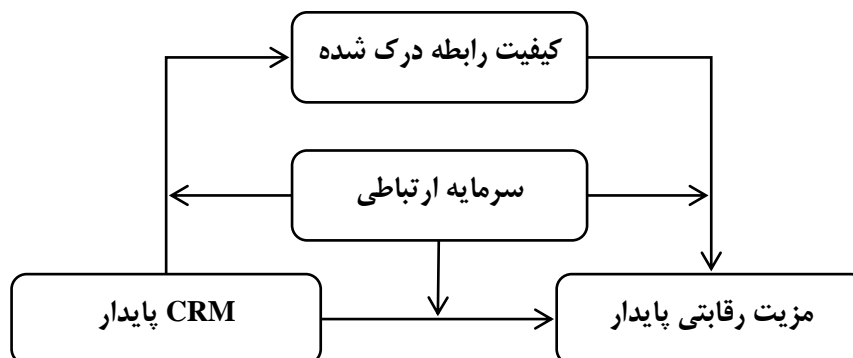 کیفیت رابطه درک شده
سرمایه ارتباطی
CRM پایدار
مزیت رقابتی پایدار